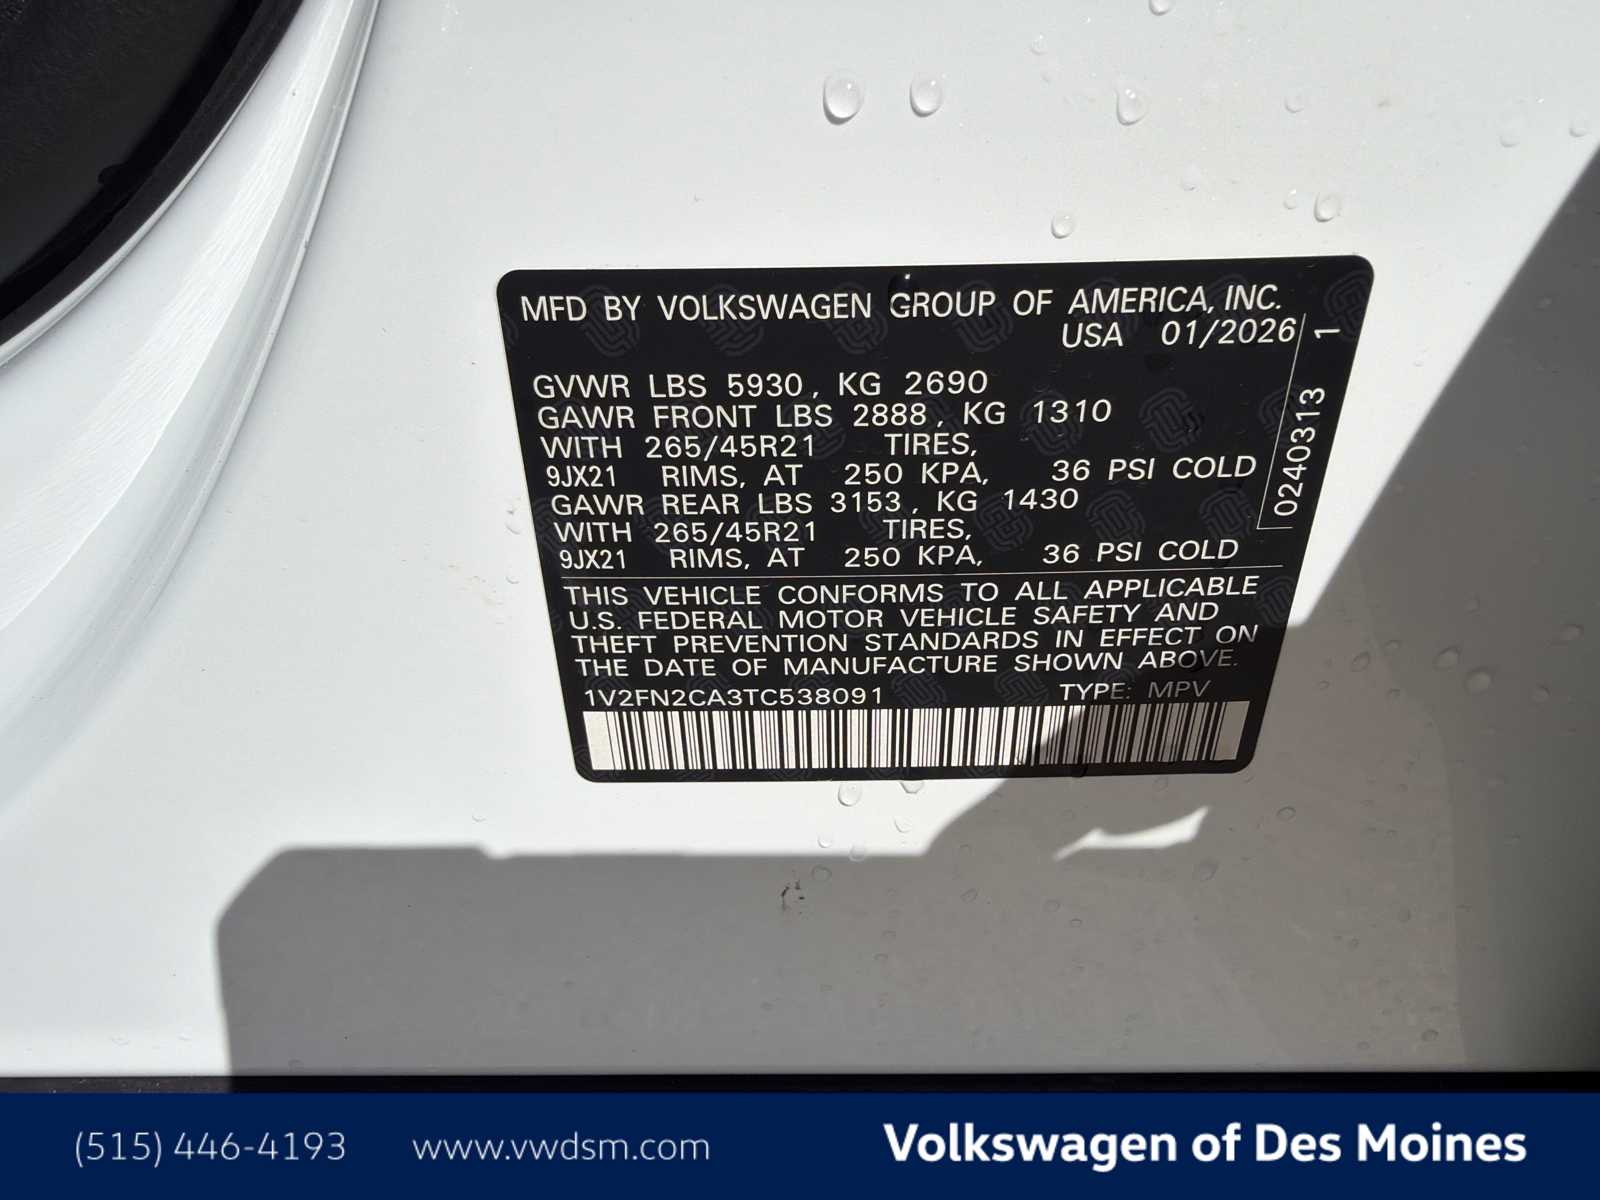 MFD BY VOLKSWAGEN GROUP OF AMERICA, INC.
USA 01/2026
1
GVWR LBS 5930, KG 2690
GAWR FRONT LBS 2888, KG 1310
WITH 265/45R21 TIRES,
9JX21 RIMS, AT 250 KPA, 36 PSI COLD
GAWR REAR LBS 3153, KG 1430
WITH 265/45R21 TIRES,
9JX21 RIMS, AT 250 KPA, 36 PSI COLD
0240313
THIS VEHICLE CONFORMS TO ALL APPLICABLE
U.S. FEDERAL MOTOR VEHICLE SAFETY AND
THEFT PREVENTION STANDARDS IN EFFECT ON
THE DATE OF MANUFACTURE SHOWN ABOVE.
1V2FN2CA3TC538091 TYPE: MPV
(515) 446-4193 www.vwdsm.com Volkswagen of Des Moines